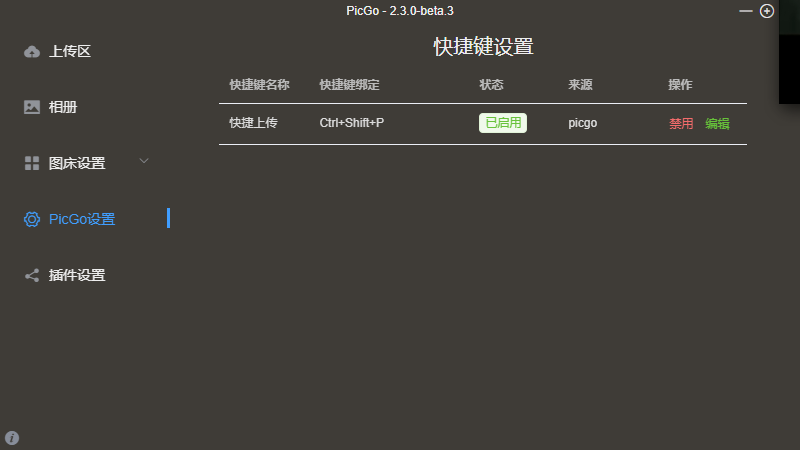 PicGo - 2.3.0-beta.3
上传区
相册
图床设置
PicGo设置
插件设置
快捷键设置
快捷键名称 快捷键绑定 状态 来源 操作
快捷上传 Ctrl+Shift+P 已启用 picgo 禁用 编辑